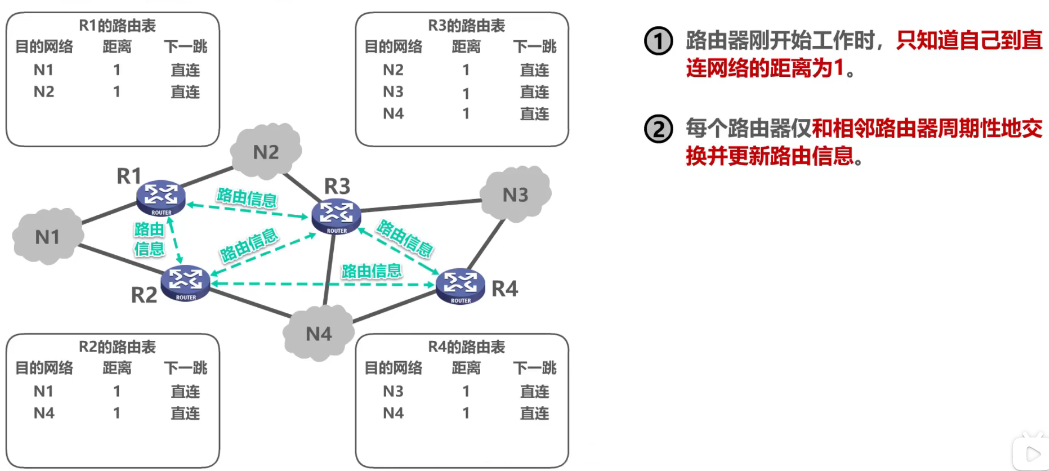 R1的路由表
目的网络 距离 下一跳
N1 1 直连
N2 1 直连
R3的路由表
目的网络 距离 下一跳
N2 1 直连
N3 1 直连
N4 1 直连
① 路由器刚开始工作时，只知道自己到直
连网络的距离为1。
② 每个路由器仅和相邻路由器周期性地交
换并更新路由信息。
N2
R1
ROUTER
路由信息
R3
ROUTER
N3
N1
路由
信息
路由信息
路由信息
R2
ROUTER
路由信息
ROUTER
R4
N4
R2的路由表
目的网络 距离 下一跳
N1 1 直连
N4 1 直连
R4的路由表
目的网络 距离 下一跳
N3 1 直连
N4 1 直连